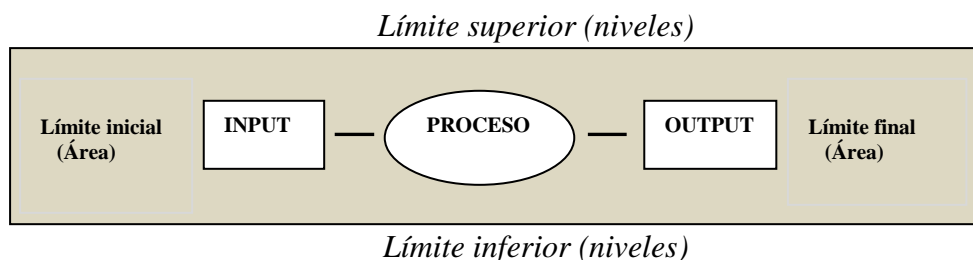 Límite superior (niveles)
Límite inicial
(Área)
INPUT
PROCESO
OUTPUT
Límite final
(Área)
Límite inferior (niveles)